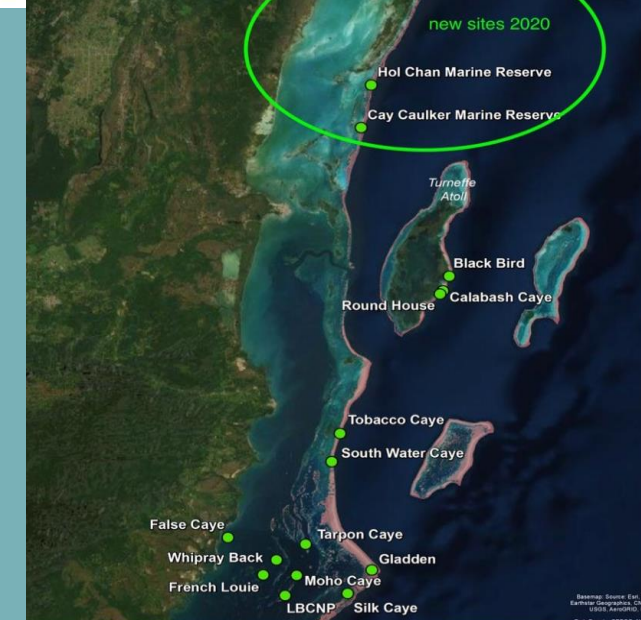 new sites 2020
Hol Chan Marine Reserve
Cay Caulker Marine Reserve
Turneffe
Atoll
Black Bird
Calabash Caye
Round House
Tobacco Caye
South Water Caye
False Caye
Tarpon Caye
Whipray Back
Gladden
French Louie
Moho Caye
LBCNP
Silk Caye
Basemap: Source: Esri,
Earthstar Geographics, CN
USGS, AeroGRID,